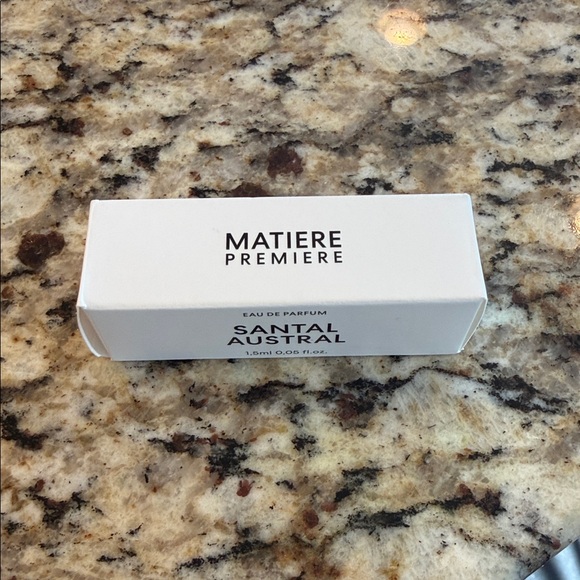 MATIERE
PREMIERE
EAU DE PARFUM
SANTAL
AUSTRAL
1,5ml 0,05 fl.oz.